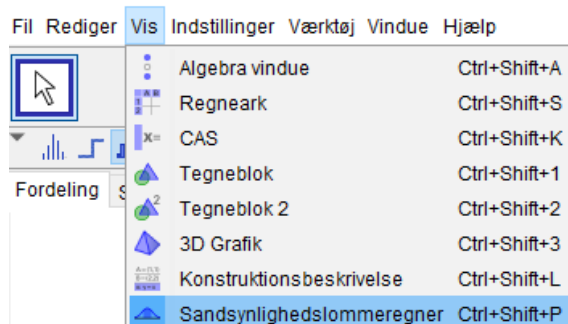 Fil Rediger Vis Indstillinger Værktøj Vindue Hjælp
Algebra vindue Ctrl+Shift+A
Regneark Ctrl+Shift+S
X= CAS Ctrl+Shift+K
Tegneblok Ctrl+Shift+1
2 Tegneblok 2 Ctrl+Shift+2
Fordeling
3D Grafik Ctrl+Shift+3
Konstruktionsbeskrivelse Ctrl+Shift+L
Sandsynlighedslommeregner Ctrl+Shift+P